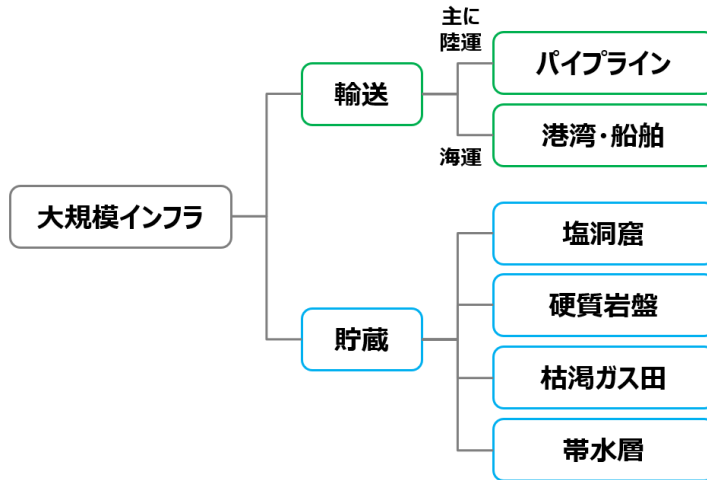 主に
陸運
パイプライン
輸送
港湾・船舶
海運
大規模インフラ
塩洞窟
硬質岩盤
貯蔵
枯渇ガス田
帯水層